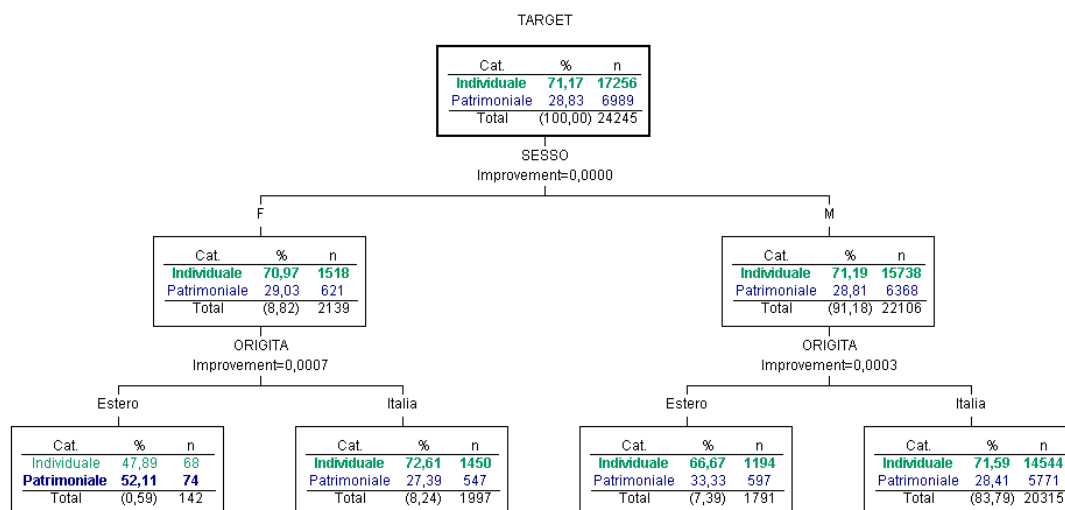 TARGET
Cat. % n
Individuale 71,17 17256
Patrimoniale 28,83 6989
Total (100,00) 24245
SESSO
Improvement=0,0000
F
M
Cat. % n
Individuale 70,97 1518
Patrimoniale 29,03 621
Total (8,82) 2139
Cat. % n
Individuale 71,19 15738
Patrimoniale 28,81 6368
Total (91,18) 22106
ORIGITA
Improvement=0,0007
ORIGITA
Improvement=0,0003
Estero
Italia
Estero
Italia
Cat. % n
Individuale 47,89 68
Patrimoniale 52,11 74
Total (0,59) 142
Cat. % n
Individuale 72,61 1450
Patrimoniale 27,39 547
Total (8,24) 1997
Cat. % n
Individuale 66,67 1194
Patrimoniale 33,33 597
Total (7,39) 1791
Cat. % n
Individuale 71,59 14544
Patrimoniale 28,41 5771
Total (83,79) 20315